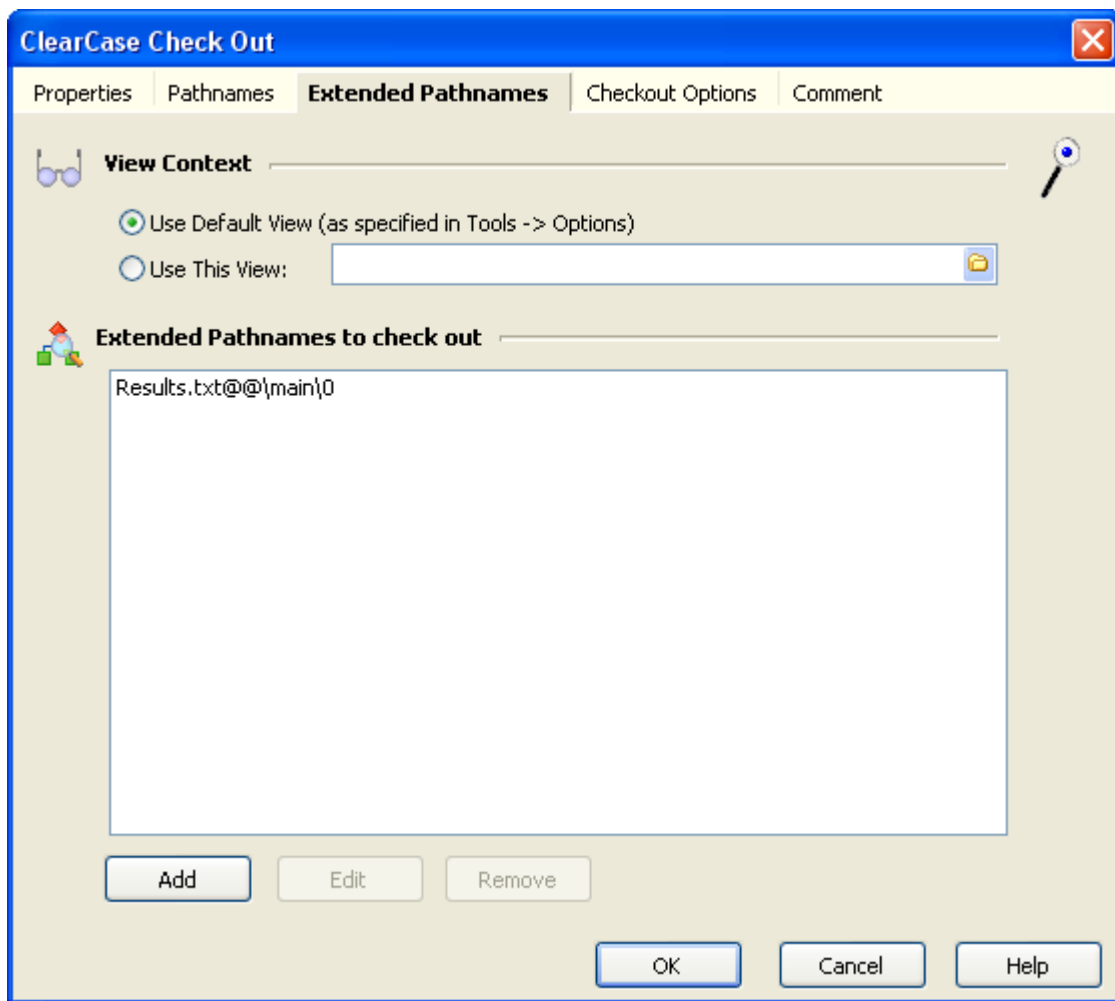 ClearCase Check Out
Properties Pathnames Extended Pathnames Checkout Options Comment
View Context
Use Default View (as specified in Tools -> Options)
Use This View:
Extended Pathnames to check out
Results.txt@@\main\0
Add Edit Remove
OK Cancel Help